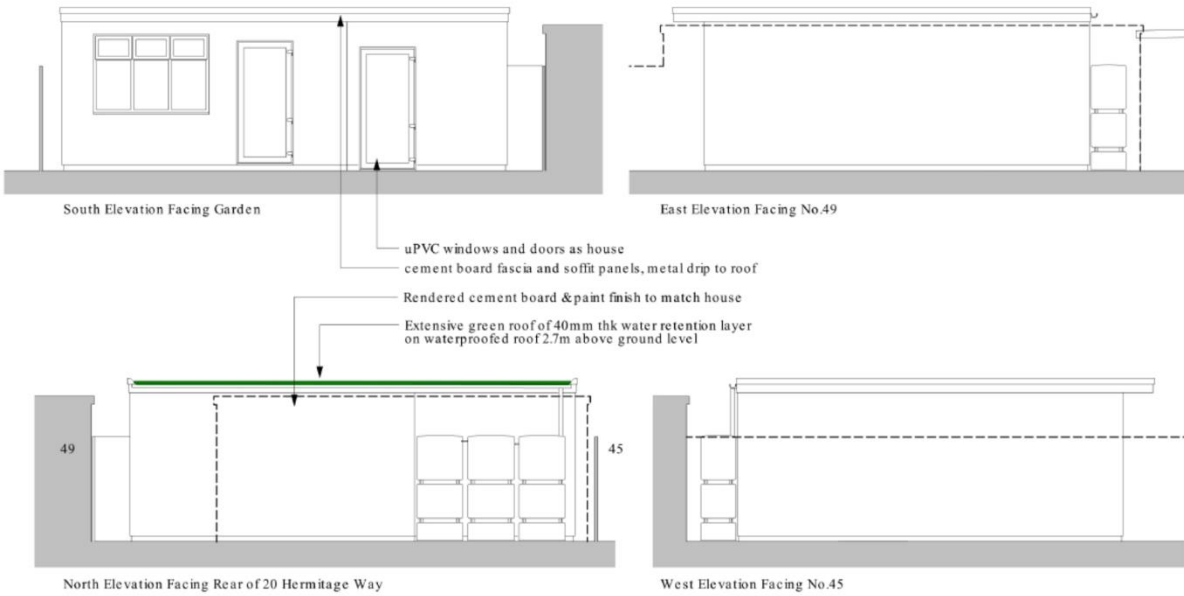 South Elevation Facing Garden
East Elevation Facing No.49
uPVC windows and doors as house
cement board fascia and soffit panels, metal drip to roof
Rendered cement board & paint finish to match house
Extensive green roof of 40mm thk water retention layer
on waterproofed roof 2.7m above ground level
49
45
North Elevation Facing Rear of 20 Hermitage Way
West Elevation Facing No.45